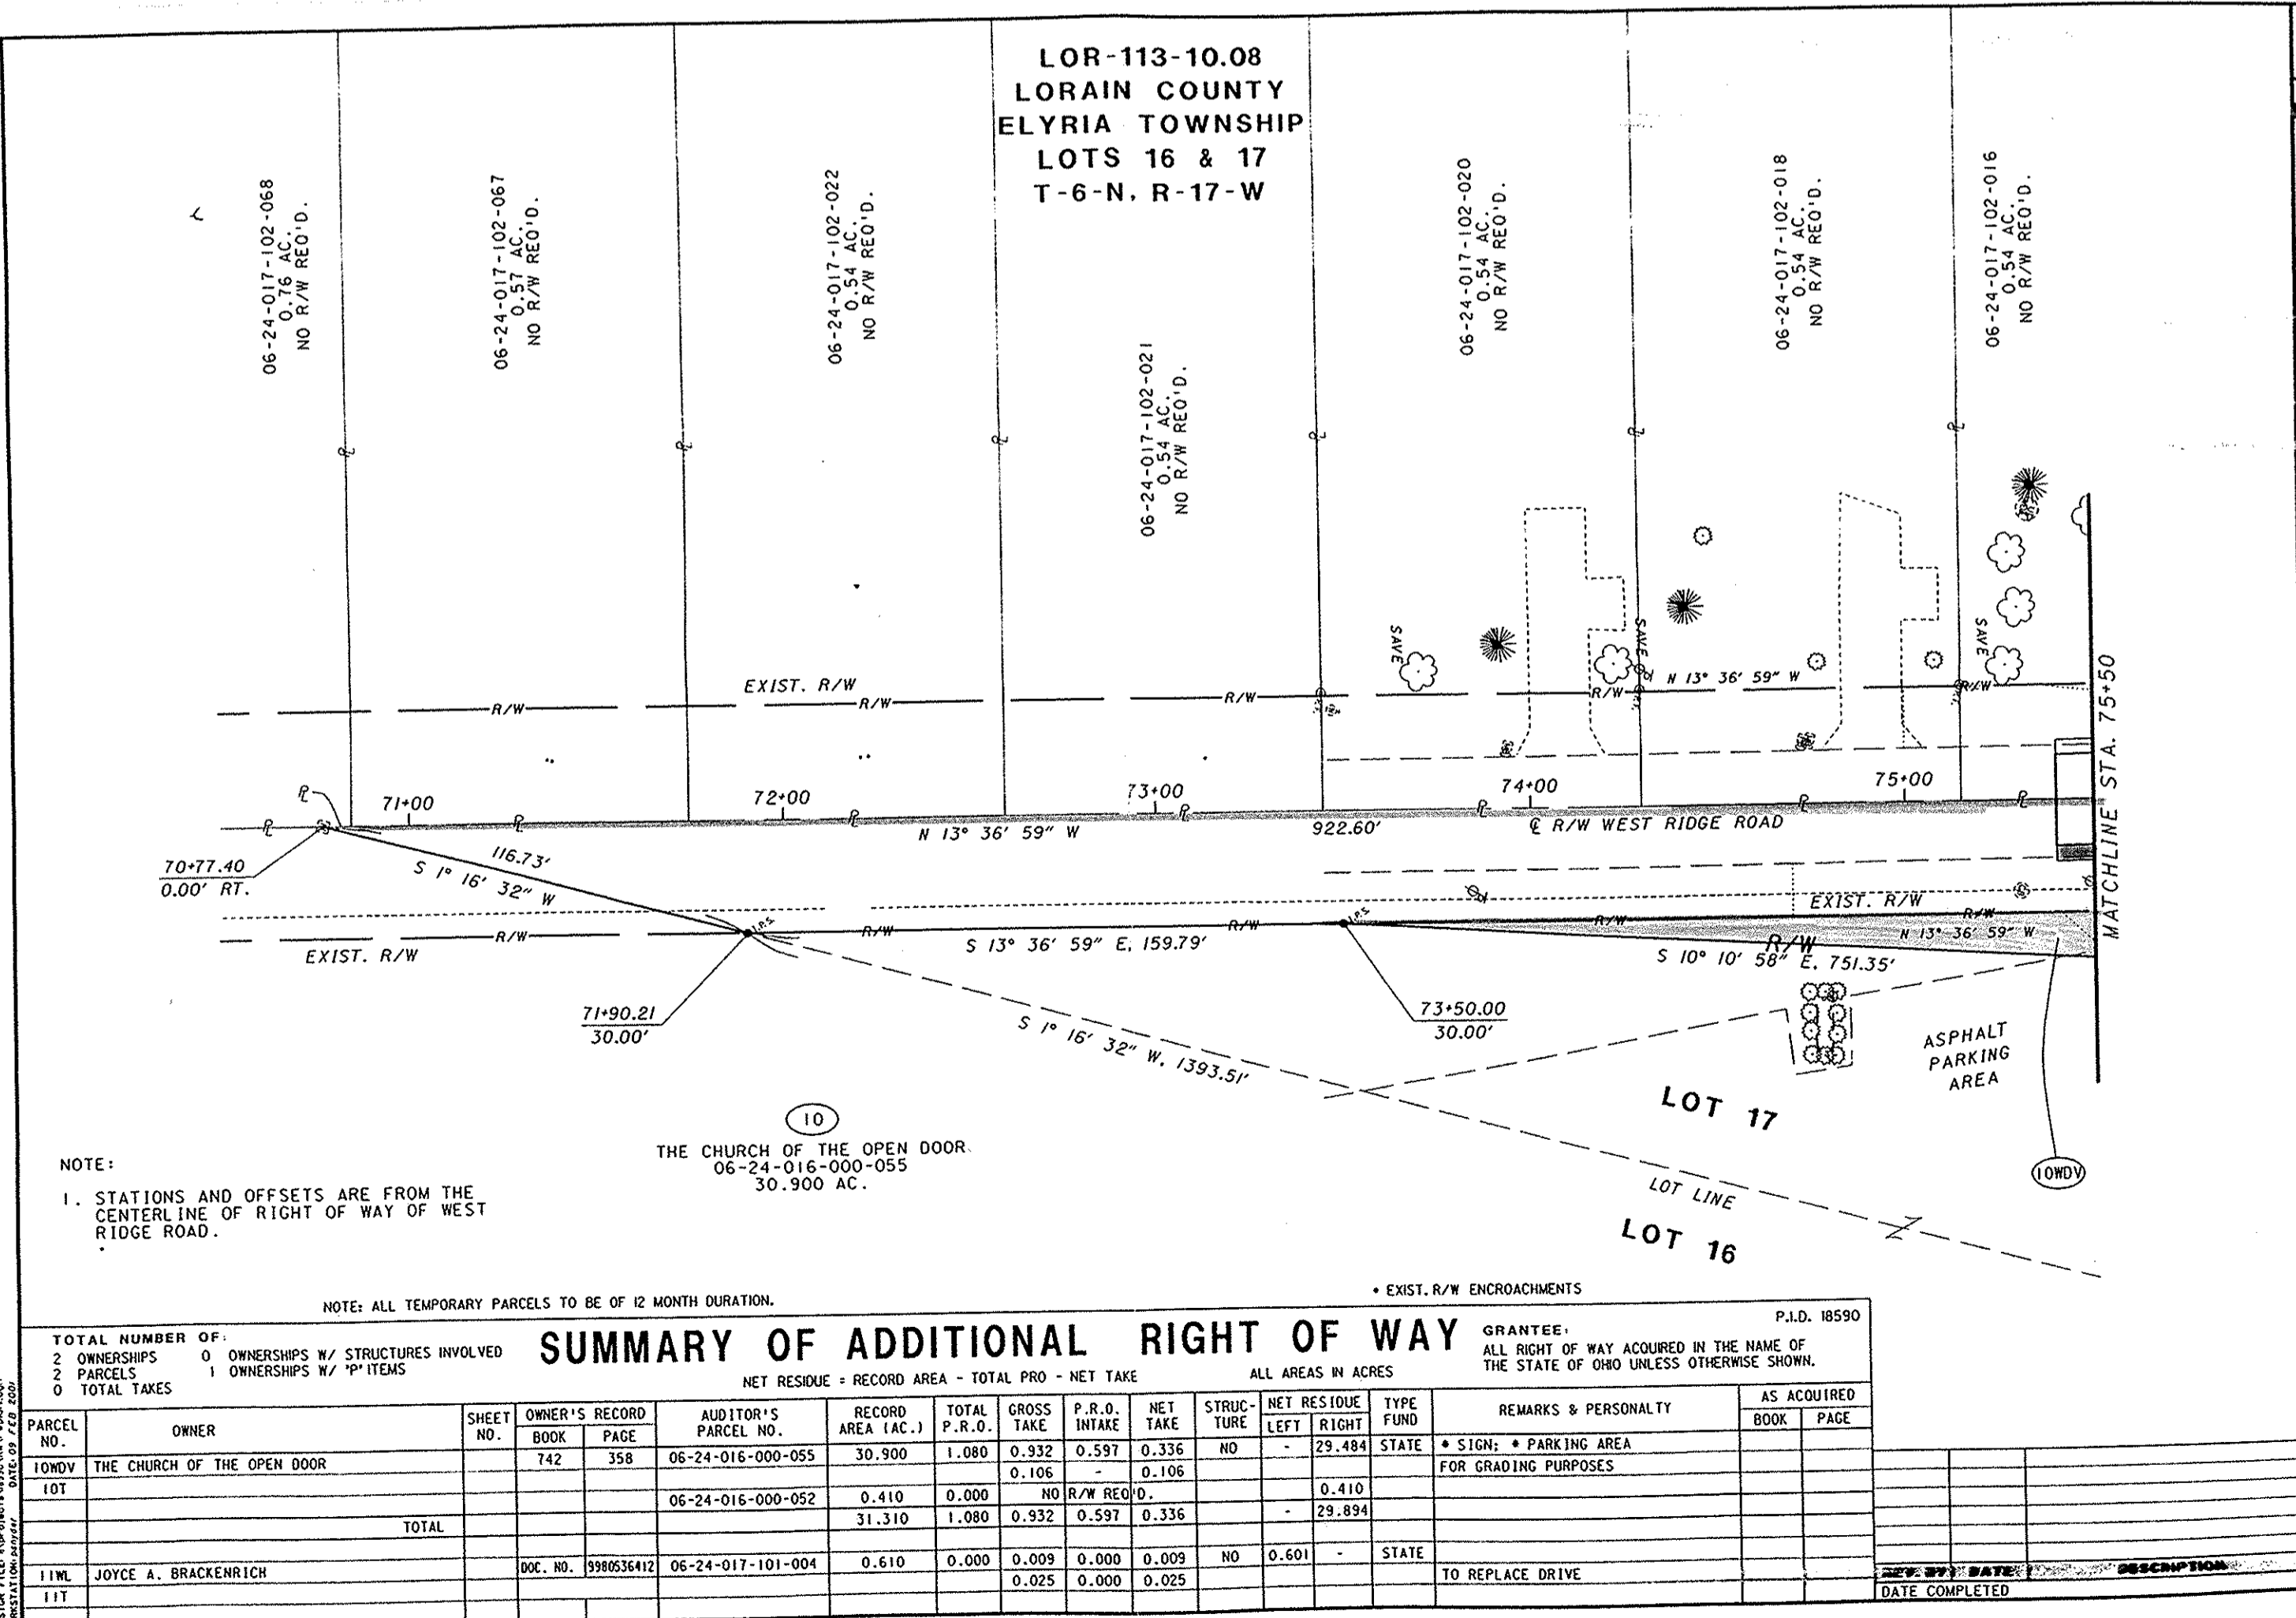 LOR-113-10.08
LORAIN COUNTY
ELYRIA TOWNSHIP
LOTS 16 & 17
T-6-N, R-17-W
06-24-017-102-068
0.76 AC.
NO R/W REQ'D.
06-24-017-102-067
0.57 AC.
NO R/W REQ'D.
06-24-017-102-022
0.54 AC.
NO R/W REQ'D.
06-24-017-102-021
0.54 AC.
NO R/W REQ'D.
06-24-017-102-020
0.54 AC.
NO R/W REQ'D.
06-24-017-102-018
0.54 AC.
NO R/W REQ'D.
06-24-017-102-016
0.54 AC.
NO R/W REQ'D.
SAVE
SAVE
SAVE
N 13° 36' 59" W
EXIST. R/W
R/W
R/W
R/W
R/W
R/W
71+00
72+00
73+00
74+00
75+00
MATCHLINE STA. 75+50
N 13° 36' 59" W
922.60'
℄ R/W WEST RIDGE ROAD
70+77.40
0.00' RT.
116.73'
S 1° 16' 32" W
EXIST. R/W
R/W
I.P.S
R/W
R/W
I.P.S
R/W
R/W
EXIST. R/W
S 13° 36' 59" E, 159.79'
R/W
N 13° 36' 59" W
S 10° 10' 58" E, 751.35'
71+90.21
30.00'
73+50.00
30.00'
S 1° 16' 32" W, 1393.51'
ASPHALT
PARKING
AREA
LOT 17
10WDV
LOT LINE
LOT 16
10
THE CHURCH OF THE OPEN DOOR
06-24-016-000-055
30.900 AC.
NOTE:
1. STATIONS AND OFFSETS ARE FROM THE
CENTERLINE OF RIGHT OF WAY OF WEST
RIDGE ROAD.
NOTE: ALL TEMPORARY PARCELS TO BE OF 12 MONTH DURATION.
* EXIST. R/W ENCROACHMENTS
P.I.D. 18590
TOTAL NUMBER OF:
2 OWNERSHIPS 0 OWNERSHIPS W/ STRUCTURES INVOLVED
2 PARCELS 1 OWNERSHIPS W/ 'P' ITEMS
0 TOTAL TAKES
SUMMARY OF ADDITIONAL RIGHT OF WAY
NET RESIDUE = RECORD AREA - TOTAL PRO - NET TAKE ALL AREAS IN ACRES
GRANTEE:
ALL RIGHT OF WAY ACQUIRED IN THE NAME OF
THE STATE OF OHIO UNLESS OTHERWISE SHOWN.
PARCEL NO. OWNER SHEET NO. OWNER'S RECORD BOOK PAGE AUDITOR'S PARCEL NO. RECORD AREA (AC.) TOTAL P.R.O. GROSS TAKE P.R.O. INTAKE NET TAKE STRUC-TURE NET RESIDUE LEFT RIGHT TYPE FUND REMARKS & PERSONALTY AS ACQUIRED BOOK PAGE
10WDV THE CHURCH OF THE OPEN DOOR 742 358 06-24-016-000-055 30.900 1.080 0.932 0.597 0.336 NO - 29.484 STATE * SIGN; * PARKING AREA
10T 0.106 - 0.106 FOR GRADING PURPOSES
06-24-016-000-052 0.410 0.000 NO R/W REQ'D. 0.410
TOTAL 31.310 1.080 0.932 0.597 0.336 - 29.894
11WL JOYCE A. BRACKENRICH DOC. NO. 9980536412 06-24-017-101-004 0.610 0.000 0.009 0.000 0.009 NO 0.601 - STATE
11T 0.025 0.000 0.025 TO REPLACE DRIVE
DATE DESCRIPTION
DATE COMPLETED